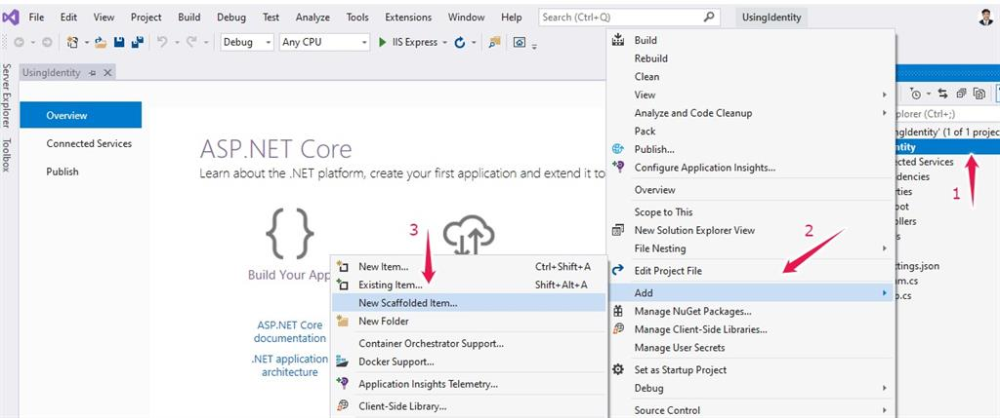 File Edit View Project Build Debug Test Analyze Tools Extensions Window Help Search (Ctrl+Q) UsingIdentity
Debug Any CPU IIS Express
Server Explorer
Toolbox
UsingIdentity
Overview
Connected Services
Publish
ASP.NET Core
Learn about the .NET platform, create your first application and extend it to
Build Your App
ASP.NET Core
documentation
.NET application
architecture
3
New Item... Ctrl+Shift+A
Existing Item... Shift+Alt+A
New Scaffolded Item...
New Folder
Container Orchestrator Support...
Docker Support...
Application Insights Telemetry...
Client-Side Library...
Build
Rebuild
Clean
View
Analyze and Code Cleanup
Pack
Publish...
Configure Application Insights...
Overview
Scope to This
New Solution Explorer View
File Nesting
2
Edit Project File
Add
Manage NuGet Packages...
Manage Client-Side Libraries...
Manage User Secrets
Set as Startup Project
Debug
Source Control
plorer (Ctrl+;)
ngIdentity' (1 of 1 projec
ntity
ected Services
ndencies
rties
oot
ollers
s
ttings.json
am.cs
p.cs
1